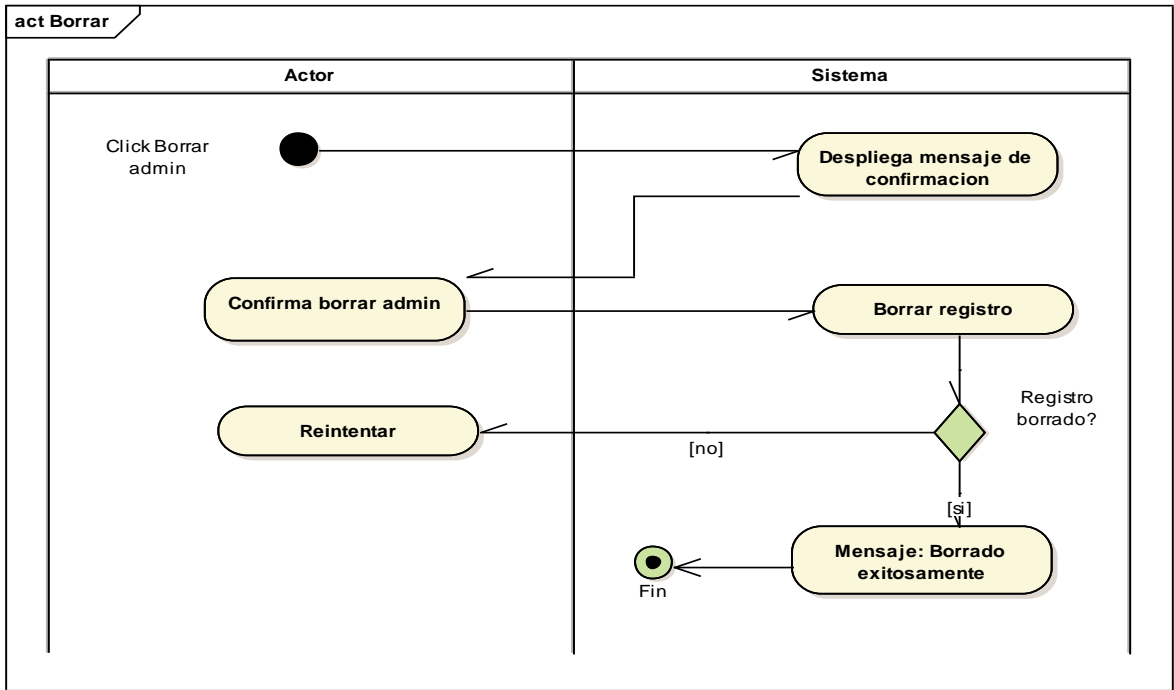 act Borrar
Actor
Sistema
Click Borrar
admin
Despliega mensaje de
confirmacion
Confirma borrar admin
Borrar registro
Registro
borrado?
Reintentar
[no]
[si]
Mensaje: Borrado
exitosamente
Fin